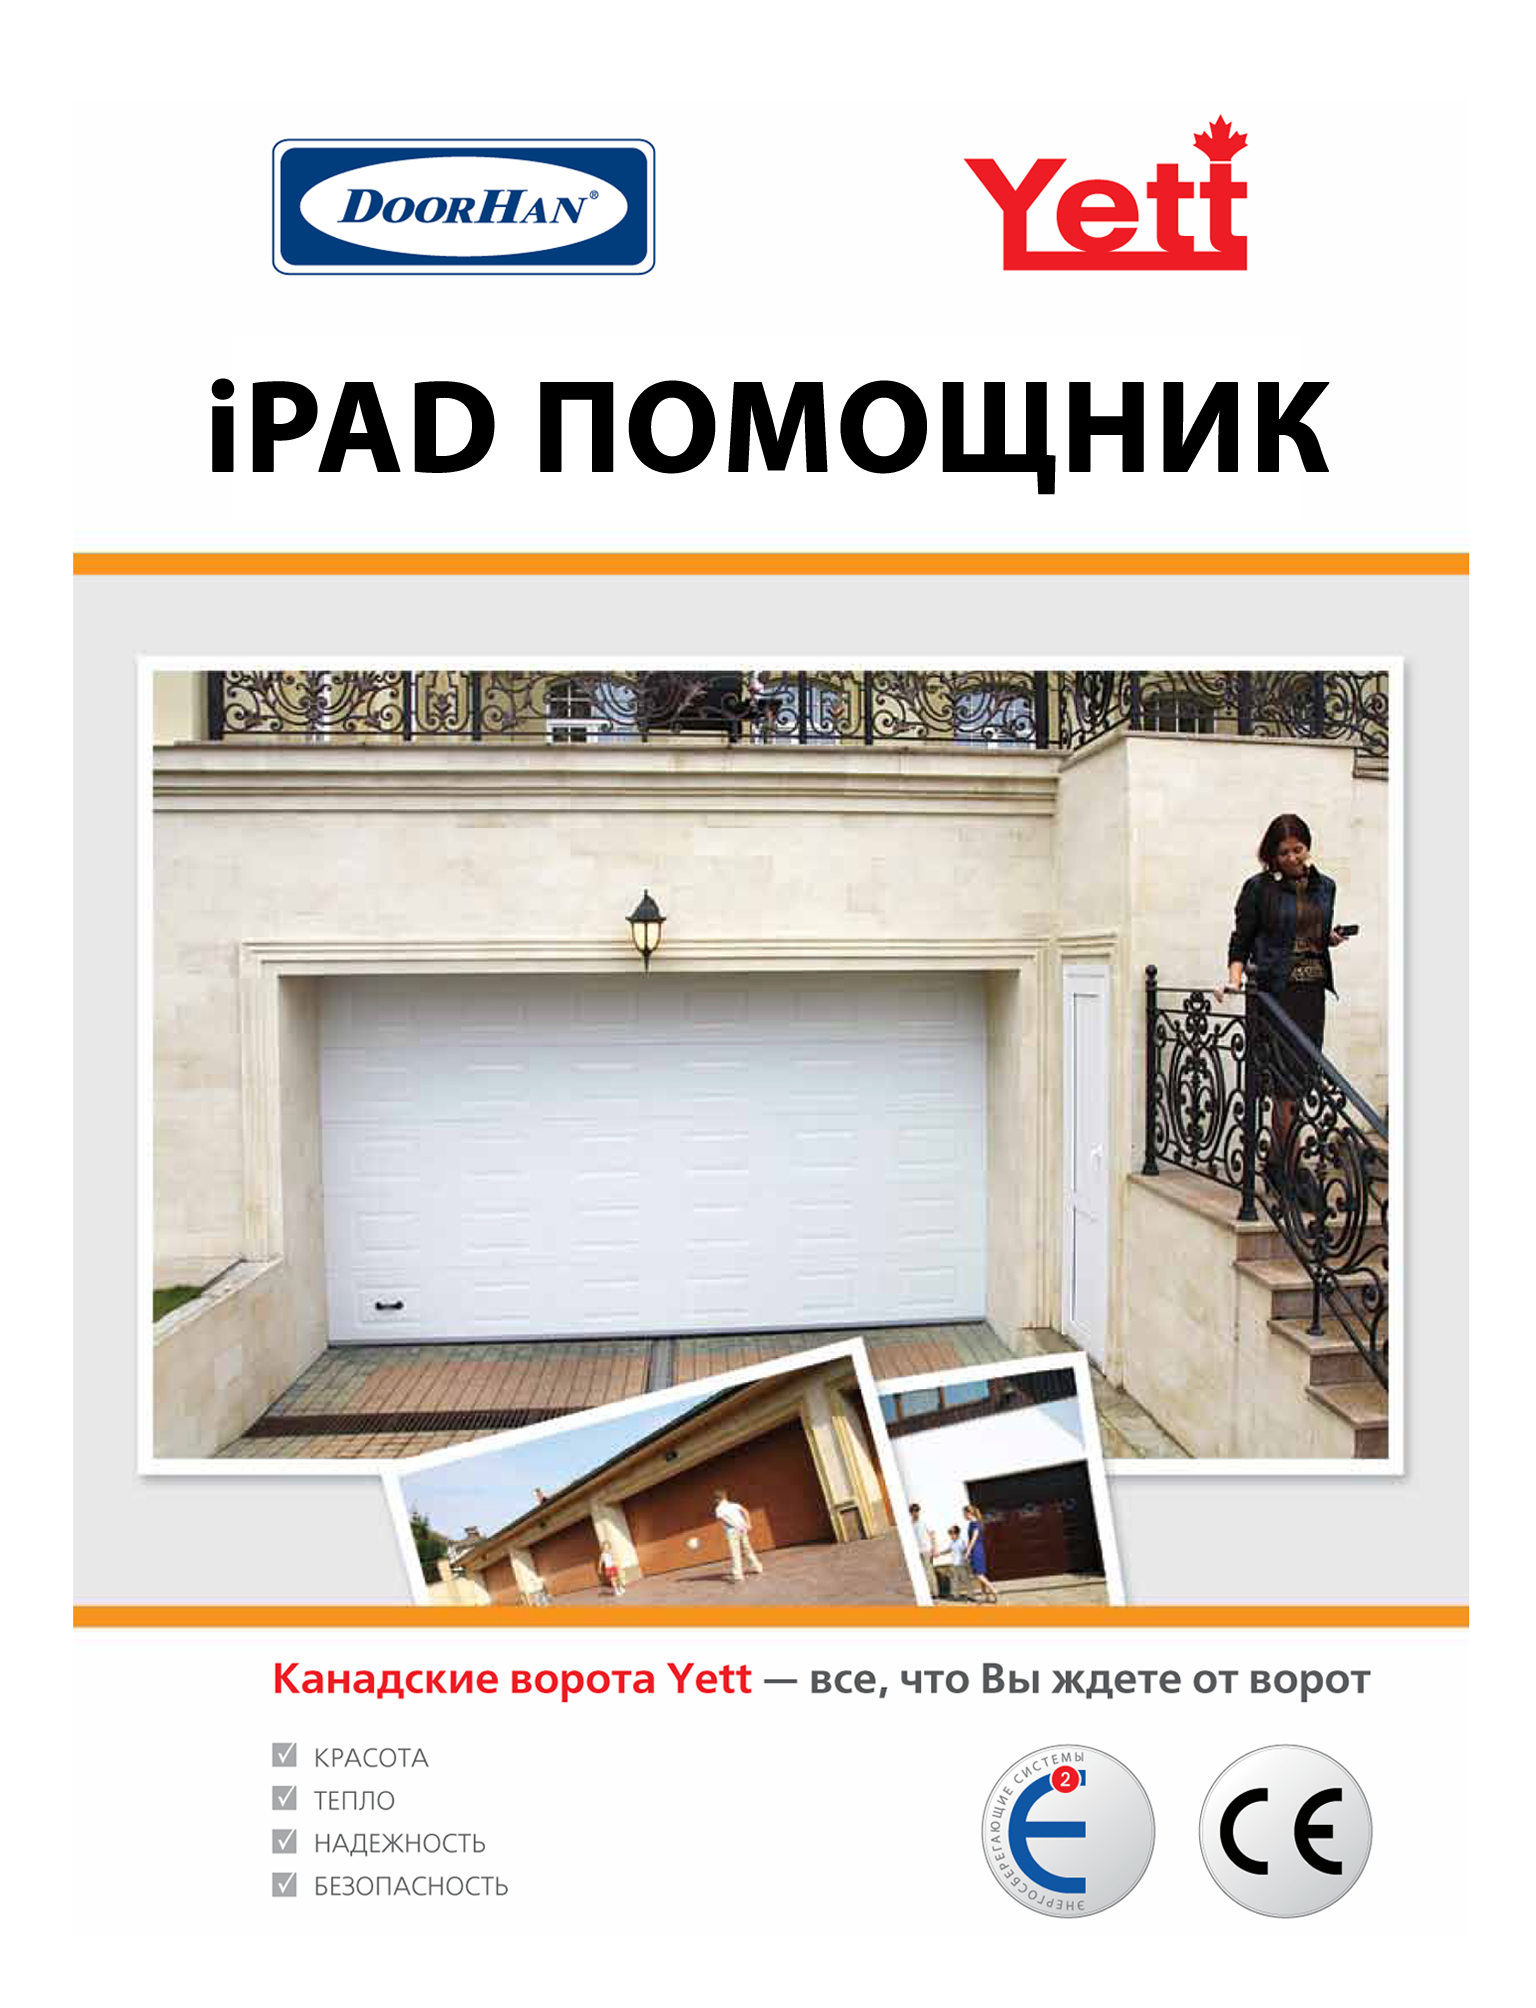 DOORHAN®
Yett
iPAD ПОМОЩНИК
Канадские ворота Yett — все, что Вы ждете от ворот
КРАСОТА
ТЕПЛО
НАДЕЖНОСТЬ
БЕЗОПАСНОСТЬ
ЭНЕРГОСБЕРЕГАЮЩИЕ СИСТЕМЫ
E 2
CE